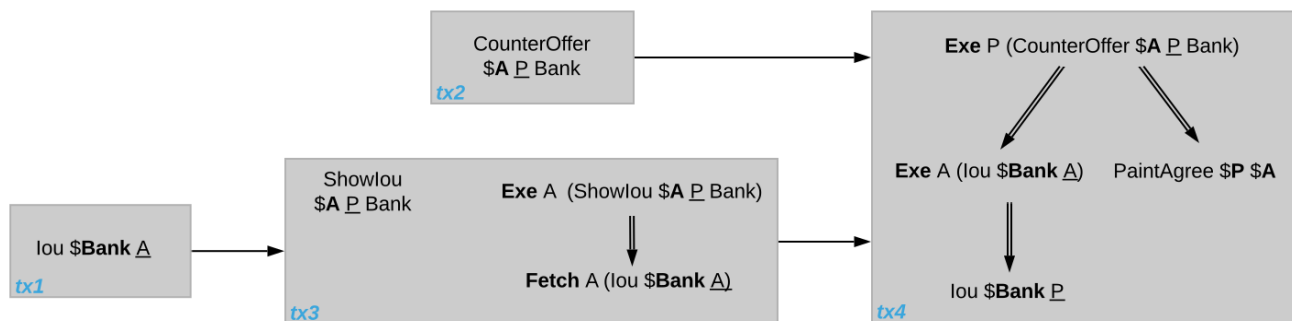 CounterOffer
$A P Bank
tx2
Exe P (CounterOffer $A P Bank)
Exe A (Iou $Bank A)
PaintAgree $P $A
Iou $Bank P
tx4
ShowIou
$A P Bank
Exe A (ShowIou $A P Bank)
Fetch A (Iou $Bank A)
tx3
Iou $Bank A
tx1